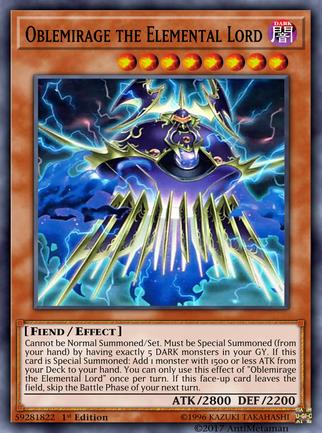 Oblemirage the Elemental Lord
DARK
闇
[Fiend / Effect]
Cannot be Normal Summoned/Set. Must be Special Summoned (from
your hand) by having exactly 5 DARK monsters in your GY. If this
card is Special Summoned: Add 1 monster with 1500 or less ATK from
your Deck to your hand. You can only use this effect of "Oblemirage
the Elemental Lord" once per turn. If this face-up card leaves the
field, skip the Battle Phase of your next turn.
ATK/2800 DEF/2200
59281822 1st Edition ©1996 KAZUKI TAKAHASHI
©2017 AntiMetaman